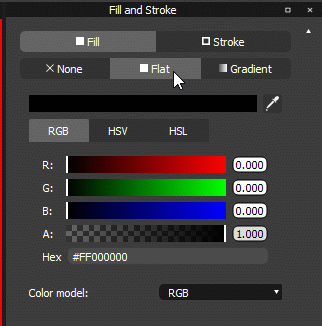 Fill and Stroke
Fill Stroke
None Flat Gradient
RGB HSV HSL
R: 0.000
G: 0.000
B: 0.000
A: 1.000
Hex #FF000000
Color model: RGB